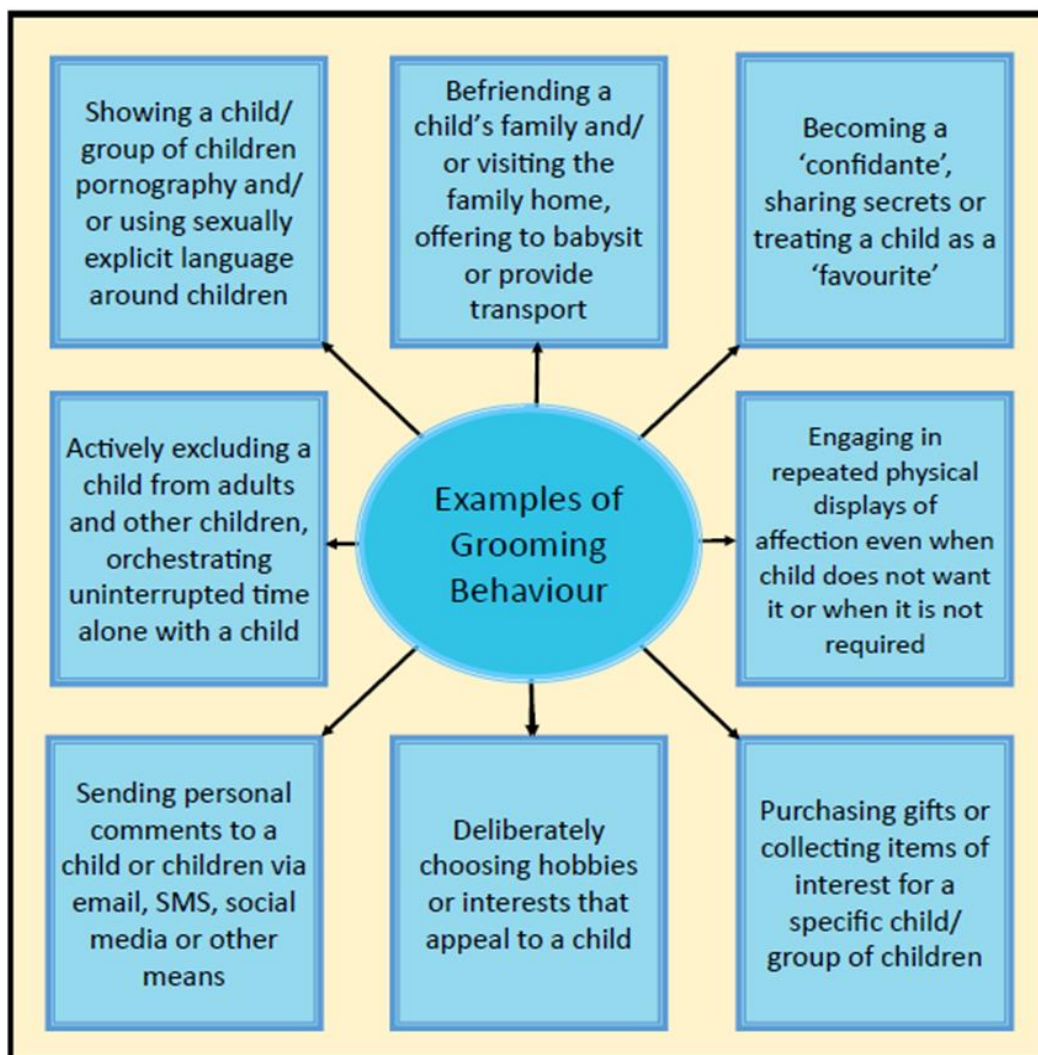 Showing a child/
group of children
pornography and/
or using sexually
explicit language
around children
Befriending a
child's family and/
or visiting the
family home,
offering to babysit
or provide
transport
Becoming a
‘confidante’,
sharing secrets or
treating a child as a
‘favourite’
Actively excluding a
child from adults
and other children,
orchestrating
uninterrupted time
alone with a child
Examples of
Grooming
Behaviour
Engaging in
repeated physical
displays of
affection even when
child does not want
it or when it is not
required
Sending personal
comments to a
child or children via
email, SMS, social
media or other
means
Deliberately
choosing hobbies
or interests that
appeal to a child
Purchasing gifts or
collecting items of
interest for a
specific child/
group of children